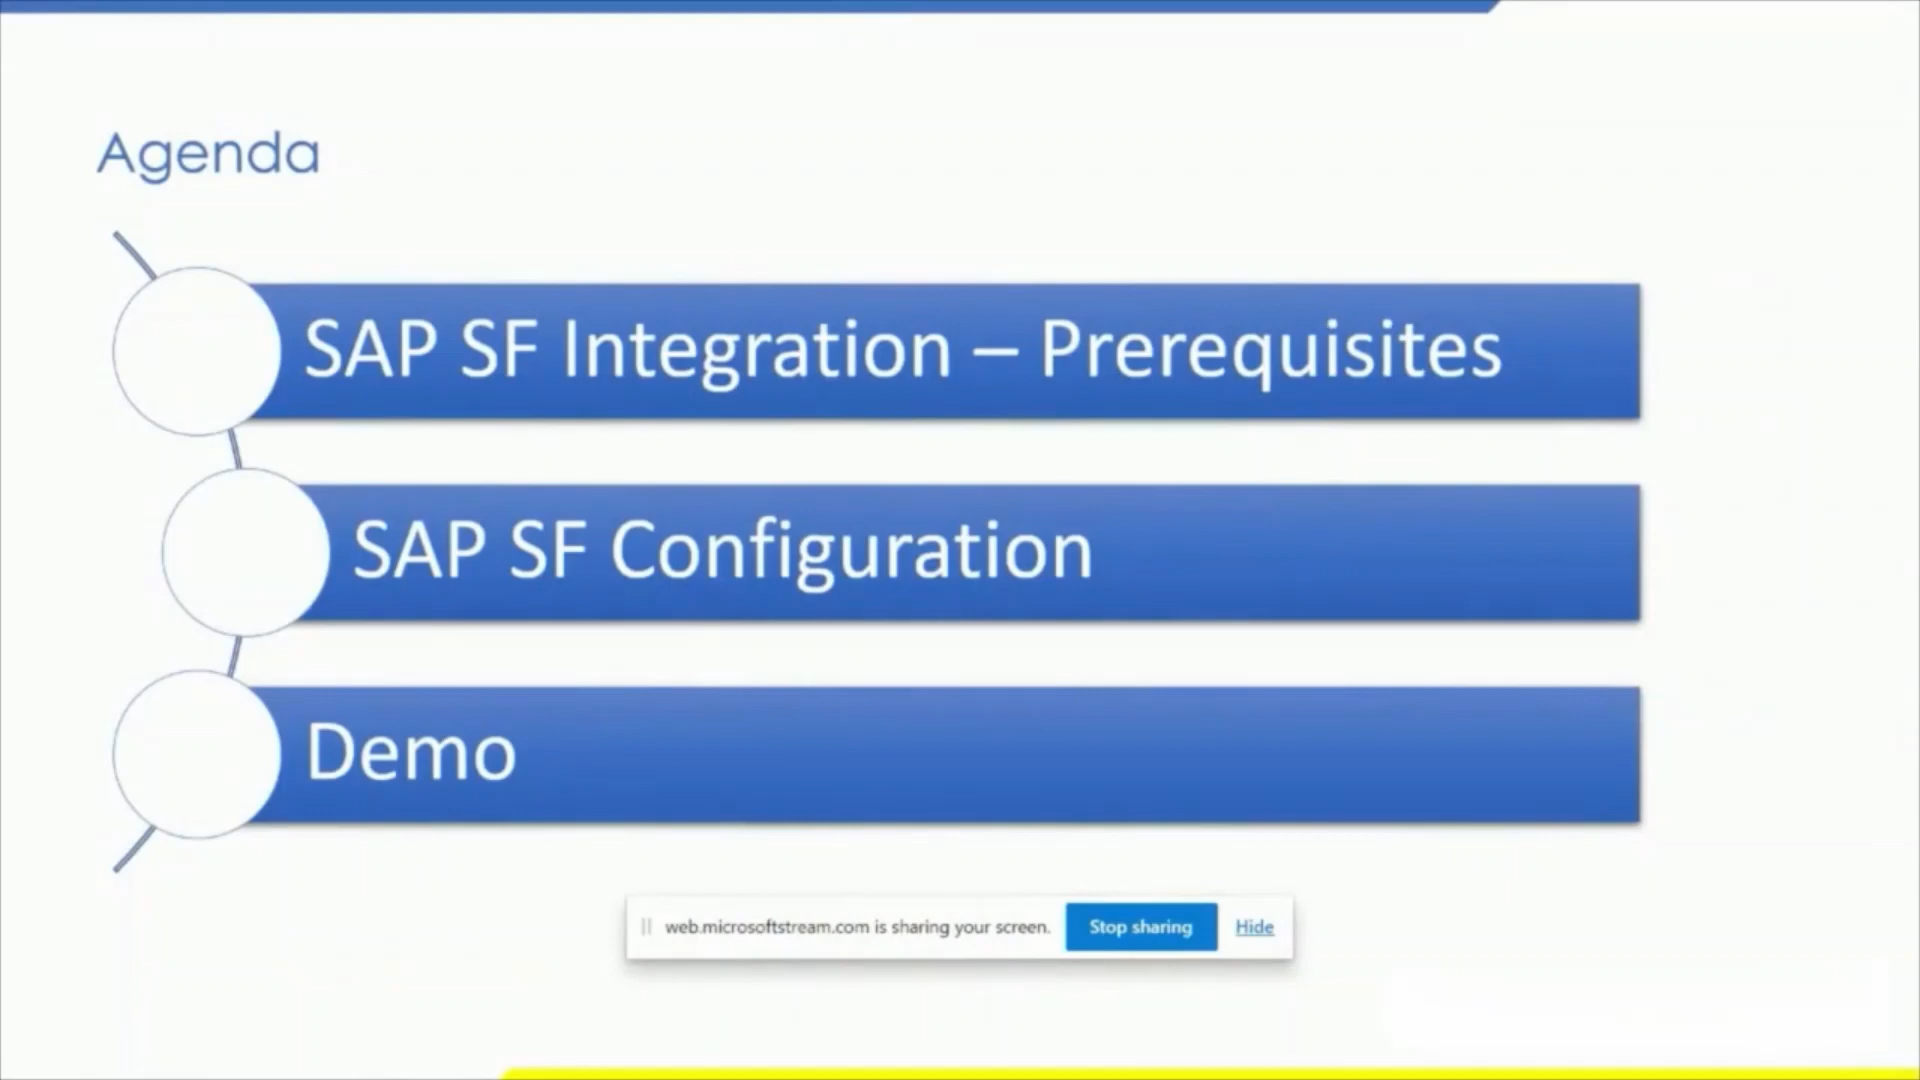 Agenda
SAP SF Integration – Prerequisites
SAP SF Configuration
Demo
web.microsoftstream.com is sharing your screen. Stop sharing Hide